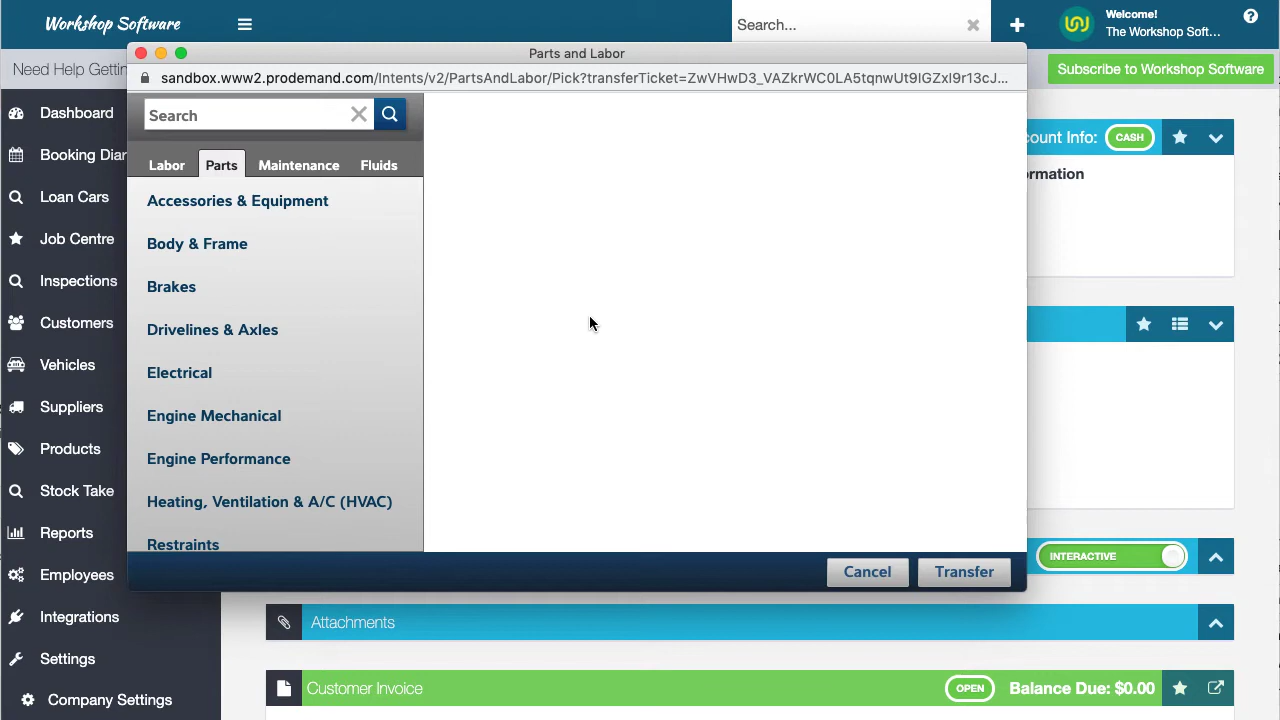 Workshop Software
Search...
Welcome!
The Workshop Soft...
Need Help Gettin
Subscribe to Workshop Software
Parts and Labor
sandbox.www2.prodemand.com/Intents/v2/PartsAndLabor/Pick?transferTicket=ZwVHwD3_VAZkrWC0LA5tqnwUt9IGZxI9r13cJ...
Dashboard
Booking Diar
Loan Cars
Job Centre
Inspections
Customers
Vehicles
Suppliers
Products
Stock Take
Reports
Employees
Integrations
Settings
Company Settings
Search
Labor Parts Maintenance Fluids
Accessories & Equipment
Body & Frame
Brakes
Drivelines & Axles
Electrical
Engine Mechanical
Engine Performance
Heating, Ventilation & A/C (HVAC)
Restraints
Cancel Transfer
count Info: CASH
rmation
INTERACTIVE
Attachments
Customer Invoice OPEN Balance Due: $0.00